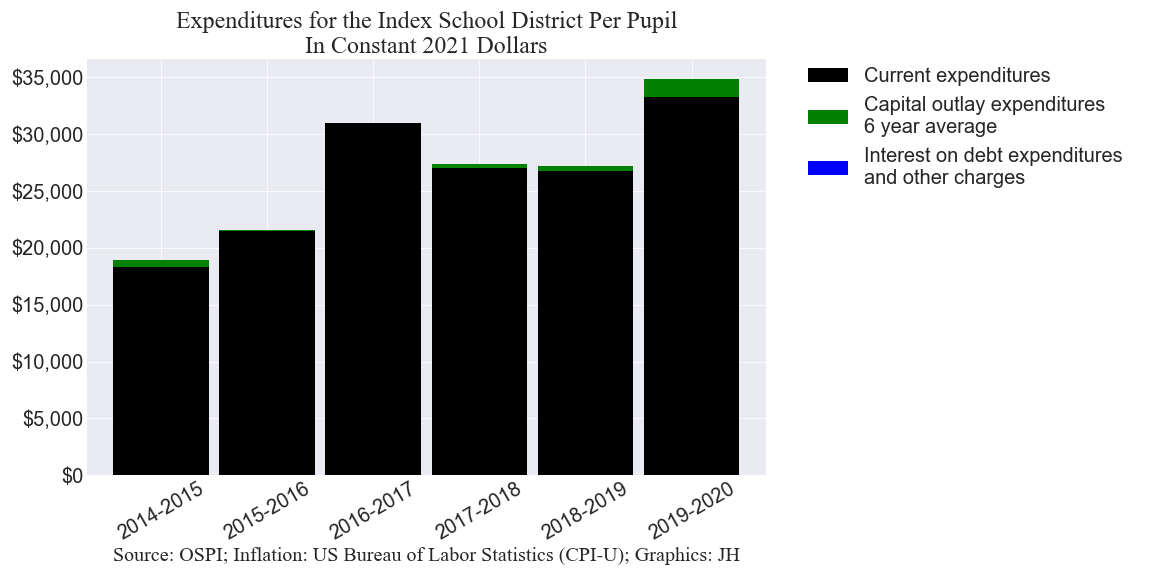 Expenditures for the Index School District Per Pupil
In Constant 2021 Dollars
$35,000
$30,000
$25,000
$20,000
$15,000
$10,000
$5,000
$0
2014-2015
2015-2016
2016-2017
2017-2018
2018-2019
2019-2020
Current expenditures
Capital outlay expenditures
6 year average
Interest on debt expenditures
and other charges
Source: OSPI; Inflation: US Bureau of Labor Statistics (CPI-U); Graphics: JH